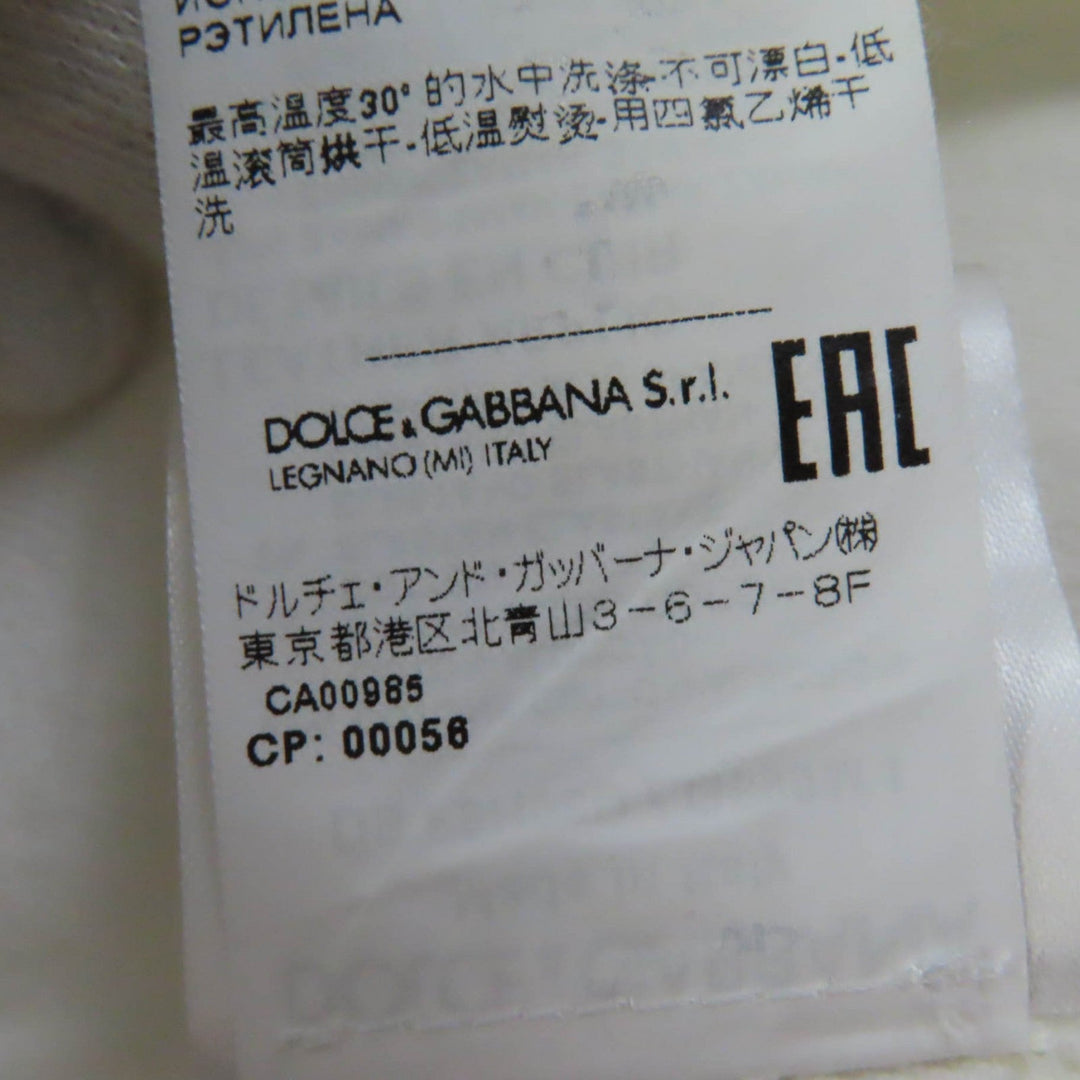 РЭТИЛЕНА
最高温度30°的水中洗涤-不可漂白-低
温滚筒烘干-低温熨烫-用四氯乙烯干
洗
DOLCE & GABBANA S.r.l.
LEGNANO (MI) ITALY
EAC
ドルチェ・アンド・ガッバーナ・ジャパン㈱
東京都港区北青山3-6-7-8F
CA00965
CP: 00056